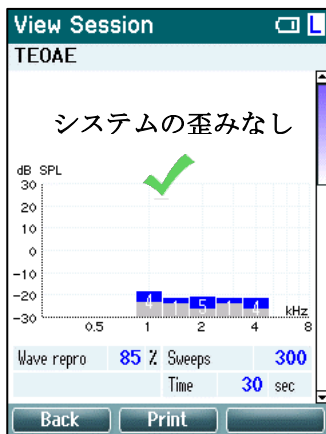 View Session L
TEOAE
システムの歪みなし
dB SPL
30
20
10
0
-10
-20
-30
4 1 5 1 4
kHz
0.5 1 2 4 8
Wave repro 85 % Sweeps 300
Time 30 sec
Back Print